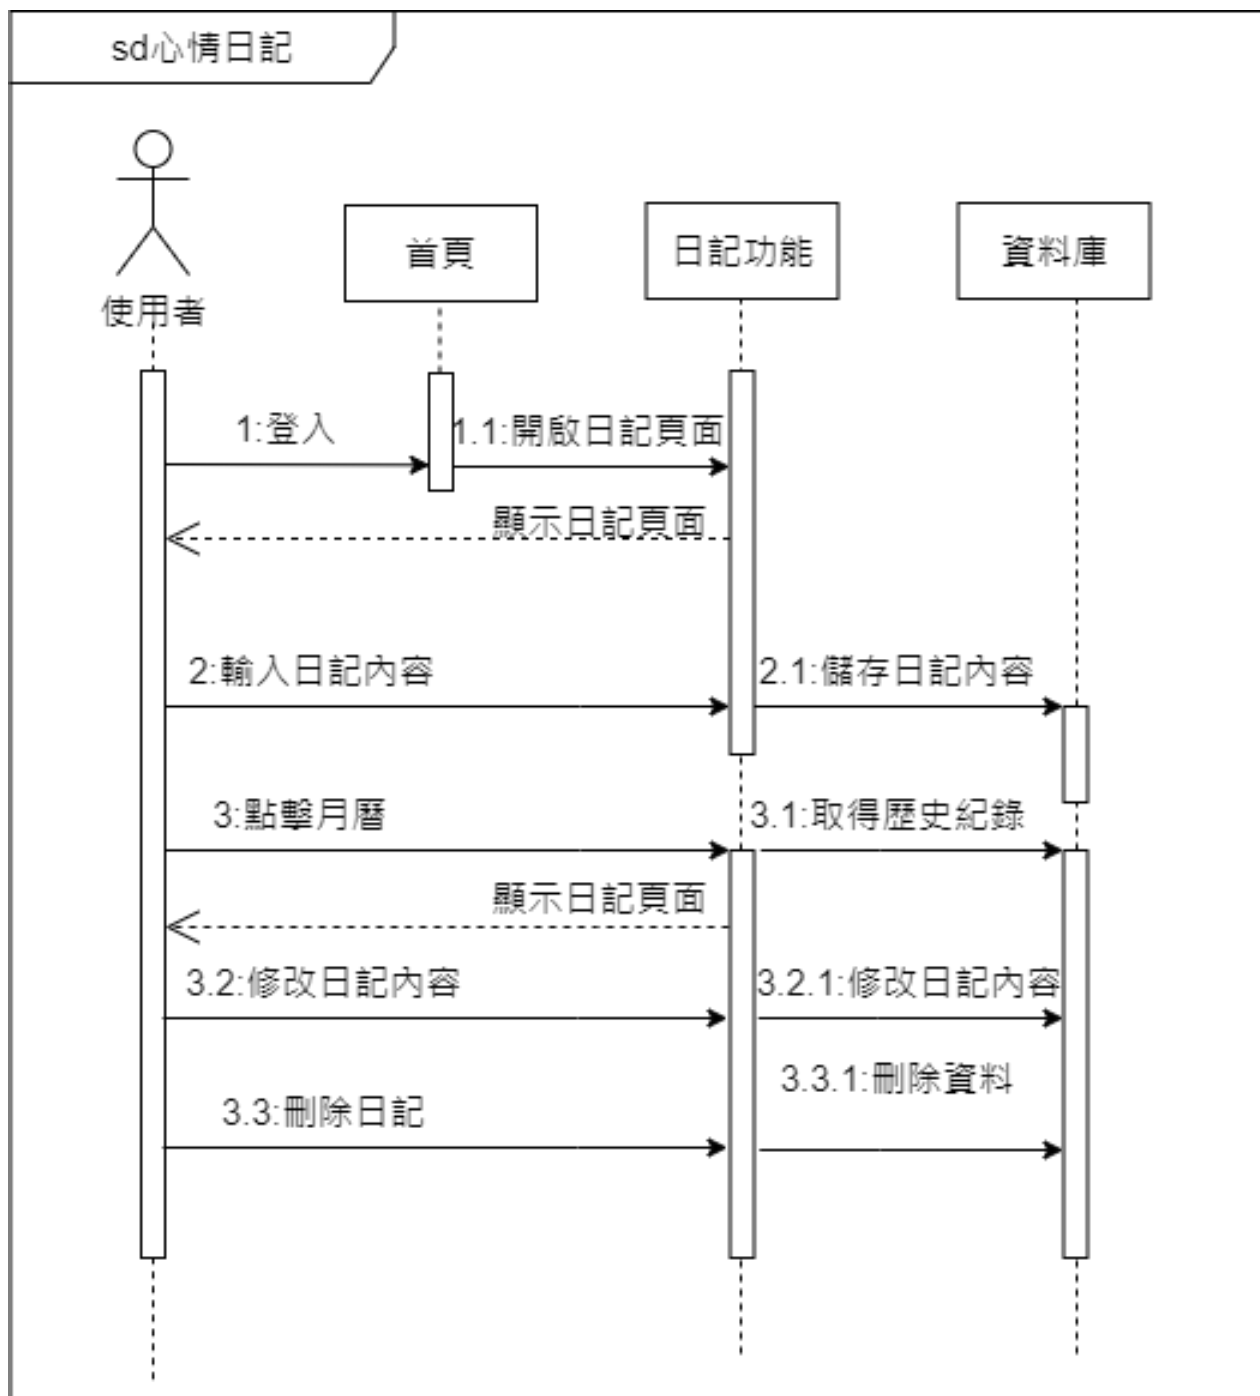 sd心情日記
使用者
首頁
日記功能
資料庫
1:登入
1.1:開啟日記頁面
顯示日記頁面
2:輸入日記內容
2.1:儲存日記內容
3:點擊月曆
3.1:取得歷史紀錄
顯示日記頁面
3.2:修改日記內容
3.2.1:修改日記內容
3.3.1:刪除資料
3.3:刪除日記